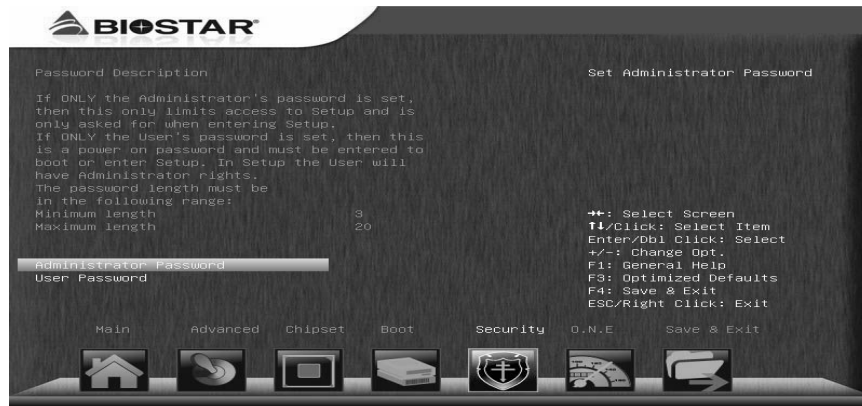 BIOSTAR®
Password Description
If ONLY the Administrator's password is set,
then this only limits access to Setup and is
only asked for when entering Setup.
If ONLY the User's password is set, then this
is a power on password and must be entered to
boot or enter Setup. In Setup the User will
have Administrator rights.
The password length must be
in the following range:
Minimum length 3
Maximum length 20
Administrator Password
User Password
Set Administrator Password
→←: Select Screen
↑↓/Click: Select Item
Enter/Dbl Click: Select
+/-: Change Opt.
F1: General Help
F3: Optimized Defaults
F4: Save & Exit
ESC/Right Click: Exit
Main Advanced Chipset Boot Security O.N.E Save & Exit